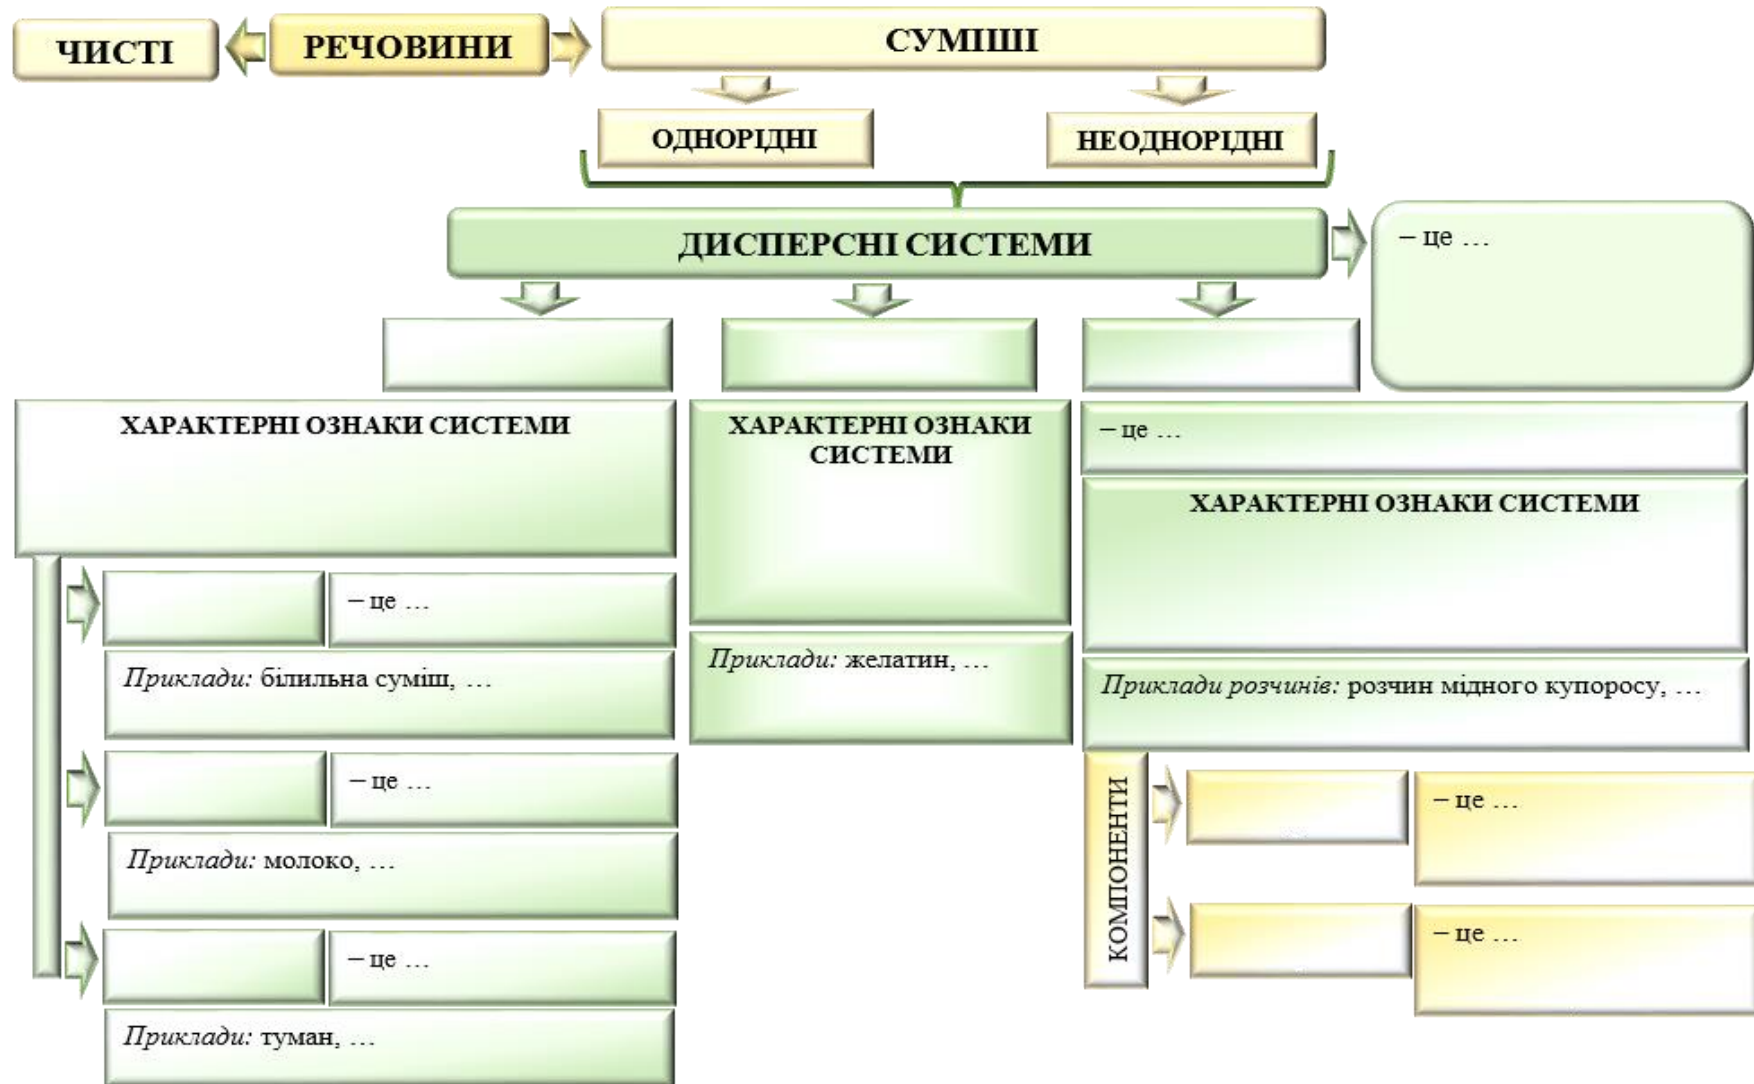 ЧИСТІ
РЕЧОВИНИ
СУМІШІ
ОДНОРІДНІ
НЕОДНОРІДНІ
ДИСПЕРСНІ СИСТЕМИ
– це …
ХАРАКТЕРНІ ОЗНАКИ СИСТЕМИ
– це …
Приклади: білильна суміш, …
– це …
Приклади: молоко, …
– це …
Приклади: туман, …
ХАРАКТЕРНІ ОЗНАКИ
СИСТЕМИ
Приклади: желатин, …
– це …
ХАРАКТЕРНІ ОЗНАКИ СИСТЕМИ
Приклади розчинів: розчин мідного купоросу, …
КОМПОНЕНТИ
– це …
– це …